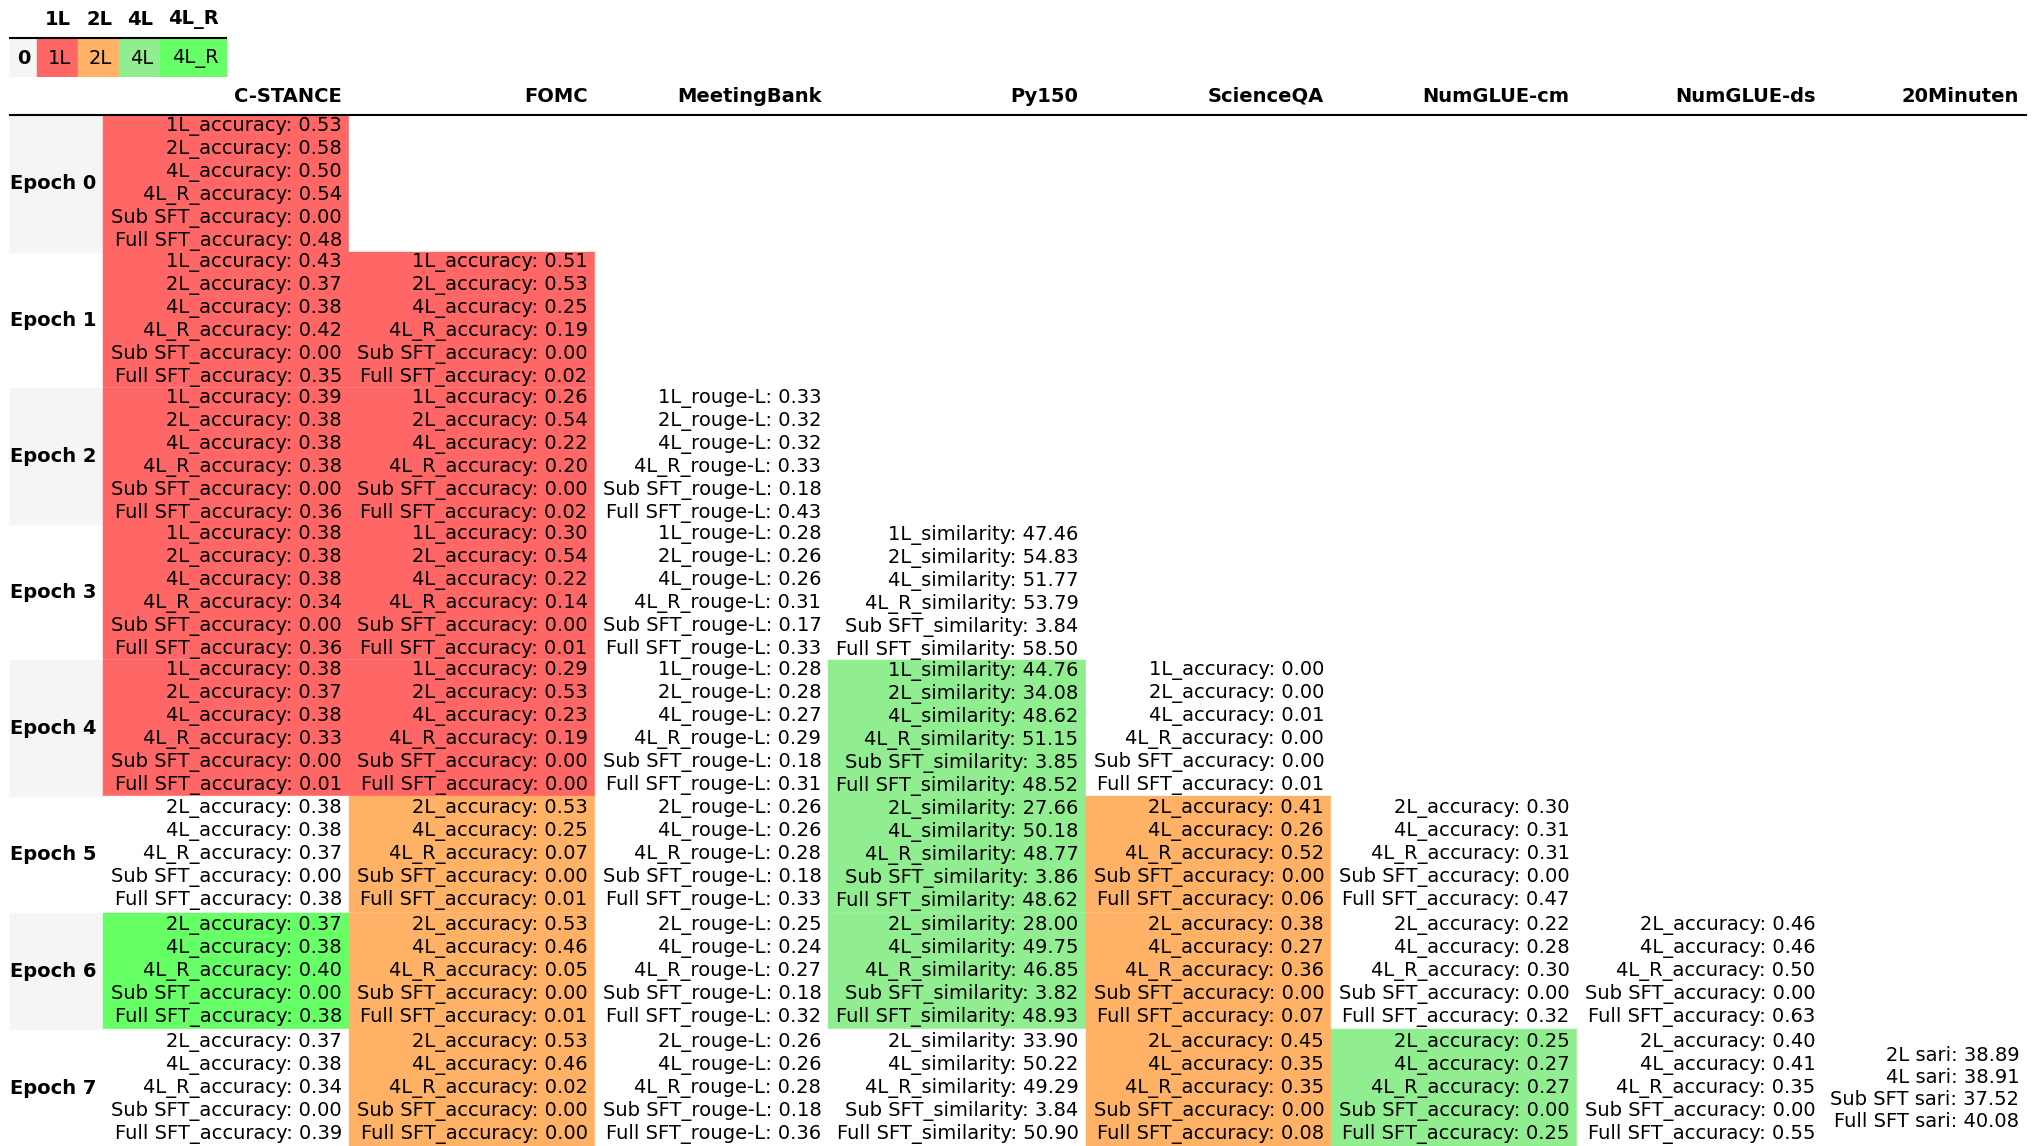 1L 2L 4L 4L_R
0 1L 2L 4L 4L_R
C-STANCE FOMC MeetingBank Py150 ScienceQA NumGLUE-cm NumGLUE-ds 20Minuten
1L_accuracy: 0.53
2L_accuracy: 0.58
4L_accuracy: 0.50
Epoch 0 4L_R_accuracy: 0.54
Sub SFT_accuracy: 0.00
Full SFT_accuracy: 0.48
1L_accuracy: 0.43 1L_accuracy: 0.51
2L_accuracy: 0.37 2L_accuracy: 0.53
4L_accuracy: 0.38 4L_accuracy: 0.25
Epoch 1 4L_R_accuracy: 0.42 4L_R_accuracy: 0.19
Sub SFT_accuracy: 0.00 Sub SFT_accuracy: 0.00
Full SFT_accuracy: 0.35 Full SFT_accuracy: 0.02
1L_accuracy: 0.39 1L_accuracy: 0.26 1L_rouge-L: 0.33
2L_accuracy: 0.38 2L_accuracy: 0.54 2L_rouge-L: 0.32
4L_accuracy: 0.38 4L_accuracy: 0.22 4L_rouge-L: 0.32
Epoch 2 4L_R_accuracy: 0.38 4L_R_accuracy: 0.20 4L_R_rouge-L: 0.33
Sub SFT_accuracy: 0.00 Sub SFT_accuracy: 0.00 Sub SFT_rouge-L: 0.18
Full SFT_accuracy: 0.36 Full SFT_accuracy: 0.02 Full SFT_rouge-L: 0.43
1L_accuracy: 0.38 1L_accuracy: 0.30 1L_rouge-L: 0.28 1L_similarity: 47.46
2L_accuracy: 0.38 2L_accuracy: 0.54 2L_rouge-L: 0.26 2L_similarity: 54.83
4L_accuracy: 0.38 4L_accuracy: 0.22 4L_rouge-L: 0.26 4L_similarity: 51.77
Epoch 3 4L_R_accuracy: 0.34 4L_R_accuracy: 0.14 4L_R_rouge-L: 0.31 4L_R_similarity: 53.79
Sub SFT_accuracy: 0.00 Sub SFT_accuracy: 0.00 Sub SFT_rouge-L: 0.17 Sub SFT_similarity: 3.84
Full SFT_accuracy: 0.36 Full SFT_accuracy: 0.01 Full SFT_rouge-L: 0.33 Full SFT_similarity: 58.50
1L_accuracy: 0.38 1L_accuracy: 0.29 1L_rouge-L: 0.28 1L_similarity: 44.76 1L_accuracy: 0.00
2L_accuracy: 0.37 2L_accuracy: 0.53 2L_rouge-L: 0.28 2L_similarity: 34.08 2L_accuracy: 0.00
4L_accuracy: 0.38 4L_accuracy: 0.23 4L_rouge-L: 0.27 4L_similarity: 48.62 4L_accuracy: 0.01
Epoch 4 4L_R_accuracy: 0.33 4L_R_accuracy: 0.19 4L_R_rouge-L: 0.29 4L_R_similarity: 51.15 4L_R_accuracy: 0.00
Sub SFT_accuracy: 0.00 Sub SFT_accuracy: 0.00 Sub SFT_rouge-L: 0.18 Sub SFT_similarity: 3.85 Sub SFT_accuracy: 0.00
Full SFT_accuracy: 0.01 Full SFT_accuracy: 0.00 Full SFT_rouge-L: 0.31 Full SFT_similarity: 48.52 Full SFT_accuracy: 0.01
2L_accuracy: 0.38 2L_accuracy: 0.53 2L_rouge-L: 0.26 2L_similarity: 27.66 2L_accuracy: 0.41 2L_accuracy: 0.30
4L_accuracy: 0.38 4L_accuracy: 0.25 4L_rouge-L: 0.26 4L_similarity: 50.18 4L_accuracy: 0.26 4L_accuracy: 0.31
Epoch 5 4L_R_accuracy: 0.37 4L_R_accuracy: 0.07 4L_R_rouge-L: 0.28 4L_R_similarity: 48.77 4L_R_accuracy: 0.52 4L_R_accuracy: 0.31
Sub SFT_accuracy: 0.00 Sub SFT_accuracy: 0.00 Sub SFT_rouge-L: 0.18 Sub SFT_similarity: 3.86 Sub SFT_accuracy: 0.00 Sub SFT_accuracy: 0.00
Full SFT_accuracy: 0.38 Full SFT_accuracy: 0.01 Full SFT_rouge-L: 0.33 Full SFT_similarity: 48.62 Full SFT_accuracy: 0.06 Full SFT_accuracy: 0.47
2L_accuracy: 0.37 2L_accuracy: 0.53 2L_rouge-L: 0.25 2L_similarity: 28.00 2L_accuracy: 0.38 2L_accuracy: 0.22 2L_accuracy: 0.46
4L_accuracy: 0.38 4L_accuracy: 0.46 4L_rouge-L: 0.24 4L_similarity: 49.75 4L_accuracy: 0.27 4L_accuracy: 0.28 4L_accuracy: 0.46
Epoch 6 4L_R_accuracy: 0.40 4L_R_accuracy: 0.05 4L_R_rouge-L: 0.27 4L_R_similarity: 46.85 4L_R_accuracy: 0.36 4L_R_accuracy: 0.30 4L_R_accuracy: 0.50
Sub SFT_accuracy: 0.00 Sub SFT_accuracy: 0.00 Sub SFT_rouge-L: 0.18 Sub SFT_similarity: 3.82 Sub SFT_accuracy: 0.00 Sub SFT_accuracy: 0.00 Sub SFT_accuracy: 0.00
Full SFT_accuracy: 0.38 Full SFT_accuracy: 0.01 Full SFT_rouge-L: 0.32 Full SFT_similarity: 48.93 Full SFT_accuracy: 0.07 Full SFT_accuracy: 0.32 Full SFT_accuracy: 0.63
2L_accuracy: 0.37 2L_accuracy: 0.53 2L_rouge-L: 0.26 2L_similarity: 33.90 2L_accuracy: 0.45 2L_accuracy: 0.25 2L_accuracy: 0.40 2L sari: 38.89
4L_accuracy: 0.38 4L_accuracy: 0.46 4L_rouge-L: 0.26 4L_similarity: 50.22 4L_accuracy: 0.35 4L_accuracy: 0.27 4L_accuracy: 0.41 4L sari: 38.91
Epoch 7 4L_R_accuracy: 0.34 4L_R_accuracy: 0.02 4L_R_rouge-L: 0.28 4L_R_similarity: 49.29 4L_R_accuracy: 0.35 4L_R_accuracy: 0.27 4L_R_accuracy: 0.35 Sub SFT sari: 37.52
Sub SFT_accuracy: 0.00 Sub SFT_accuracy: 0.00 Sub SFT_rouge-L: 0.18 Sub SFT_similarity: 3.84 Sub SFT_accuracy: 0.00 Sub SFT_accuracy: 0.00 Sub SFT_accuracy: 0.00 Full SFT sari: 40.08
Full SFT_accuracy: 0.39 Full SFT_accuracy: 0.00 Full SFT_rouge-L: 0.36 Full SFT_similarity: 50.90 Full SFT_accuracy: 0.08 Full SFT_accuracy: 0.25 Full SFT_accuracy: 0.55